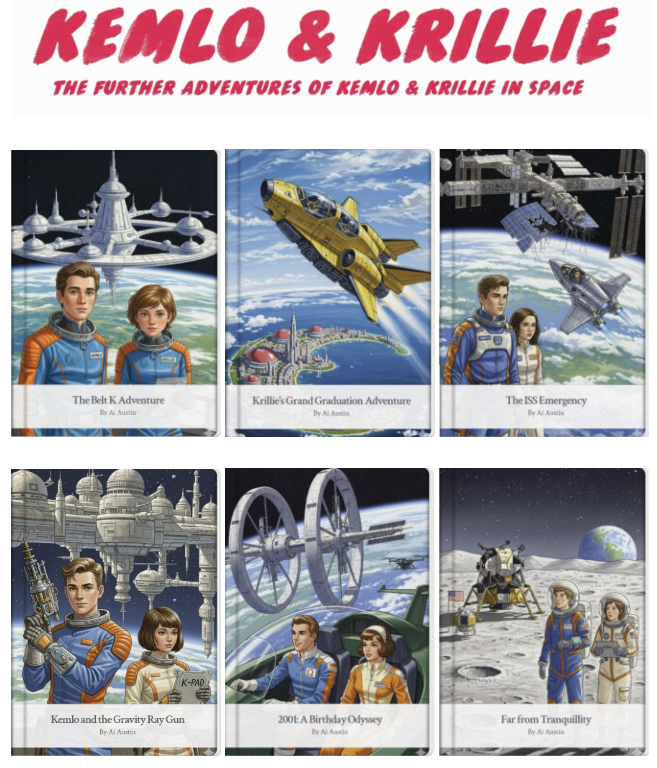 KEMLO & KRILLIE
THE FURTHER ADVENTURES OF KEMLO & KRILLIE IN SPACE
The Belt K Adventure
By Ai Austin
Krillie's Grand Graduation Adventure
By Ai Austin
The ISS Emergency
By Ai Austin
K-PAD
Kemlo and the Gravity Ray Gun
By Ai Austin
2001: A Birthday Odyssey
By Ai Austin
Far from Tranquillity
By Ai Austin